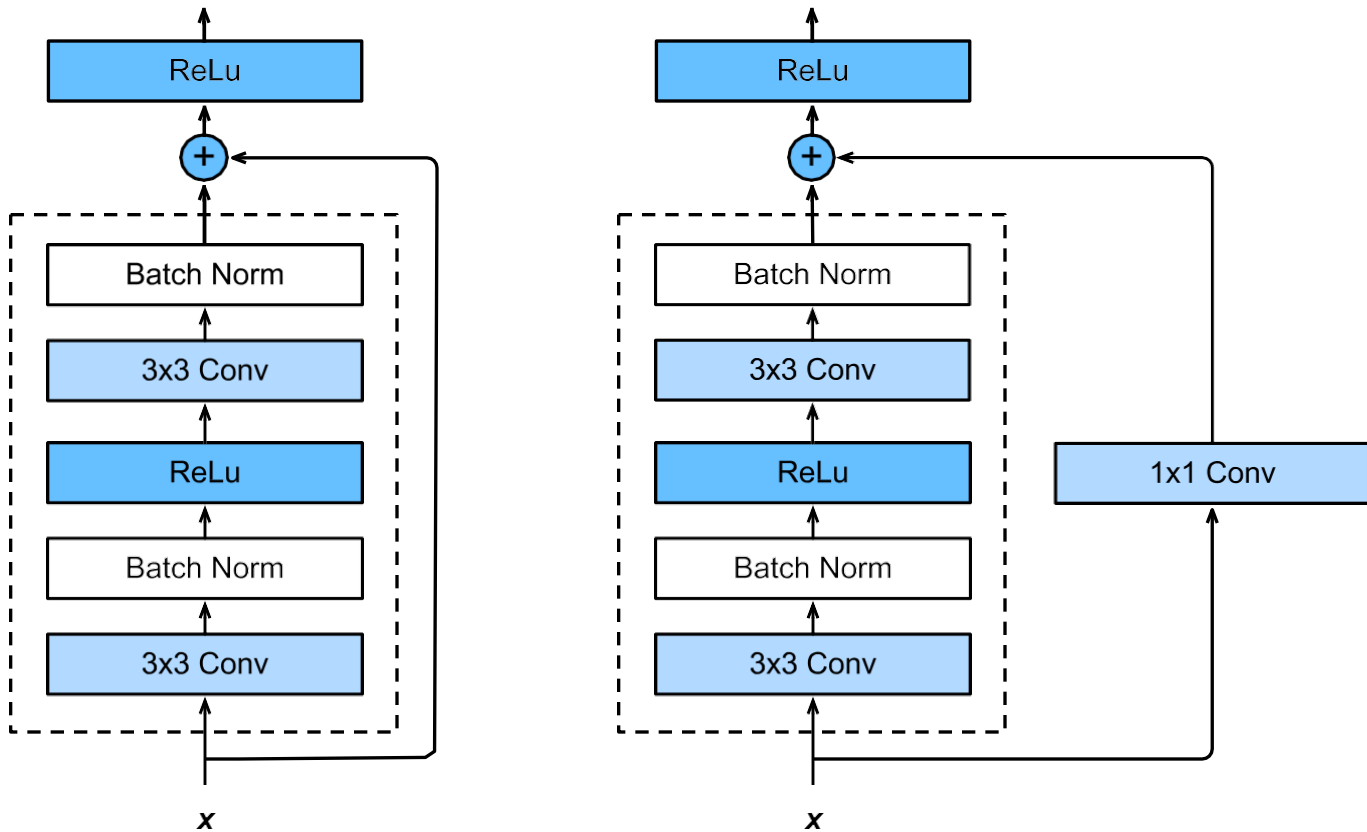 ReLu
+
Batch Norm
3x3 Conv
ReLu
Batch Norm
3x3 Conv
x
ReLu
+
Batch Norm
3x3 Conv
ReLu
Batch Norm
3x3 Conv
1x1 Conv
x